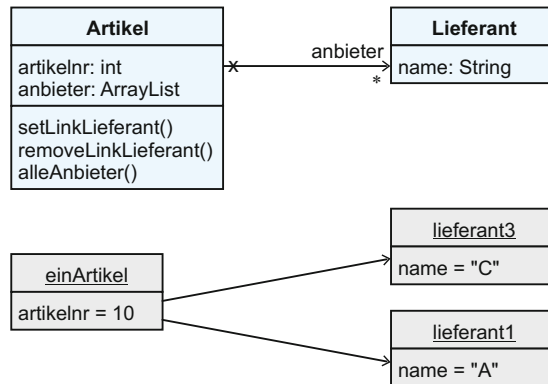 Artikel
artikelnr: int
anbieter: ArrayList
setLinkLieferant()
removeLinkLieferant()
alleAnbieter()
x
anbieter
*
Lieferant
name: String
einArtikel
artikelnr = 10
lieferant3
name = "C"
lieferant1
name = "A"